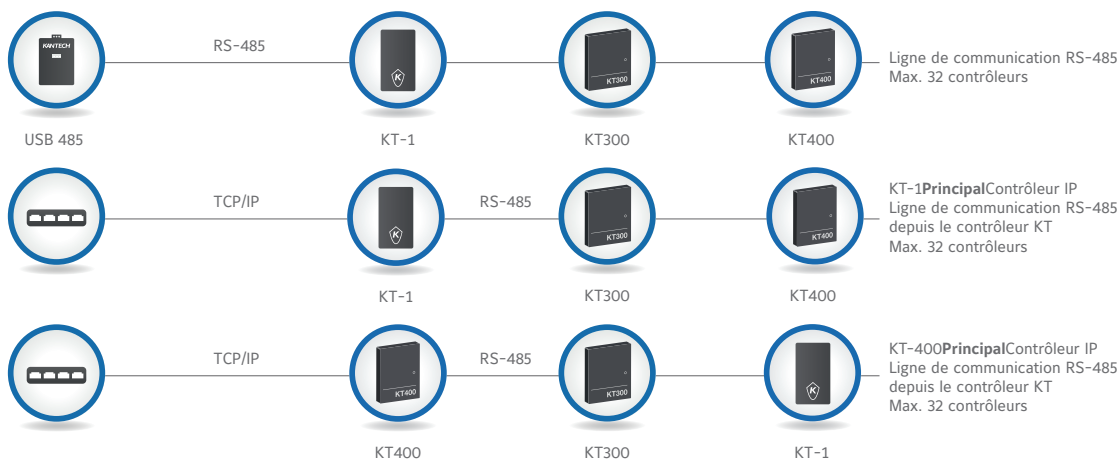 RS-485
KANTECH
K
KT300
KT400
Ligne de communication RS-485
Max. 32 contrôleurs
USB 485
KT-1
KT300
KT400
TCP/IP
RS-485
K
KT300
KT400
KT-1PrincipalContrôleur IP
Ligne de communication RS-485
depuis le contrôleur KT
Max. 32 contrôleurs
KT-1
KT300
KT400
TCP/IP
RS-485
KT400
KT300
K
KT-400PrincipalContrôleur IP
Ligne de communication RS-485
depuis le contrôleur KT
Max. 32 contrôleurs
KT400
KT300
KT-1